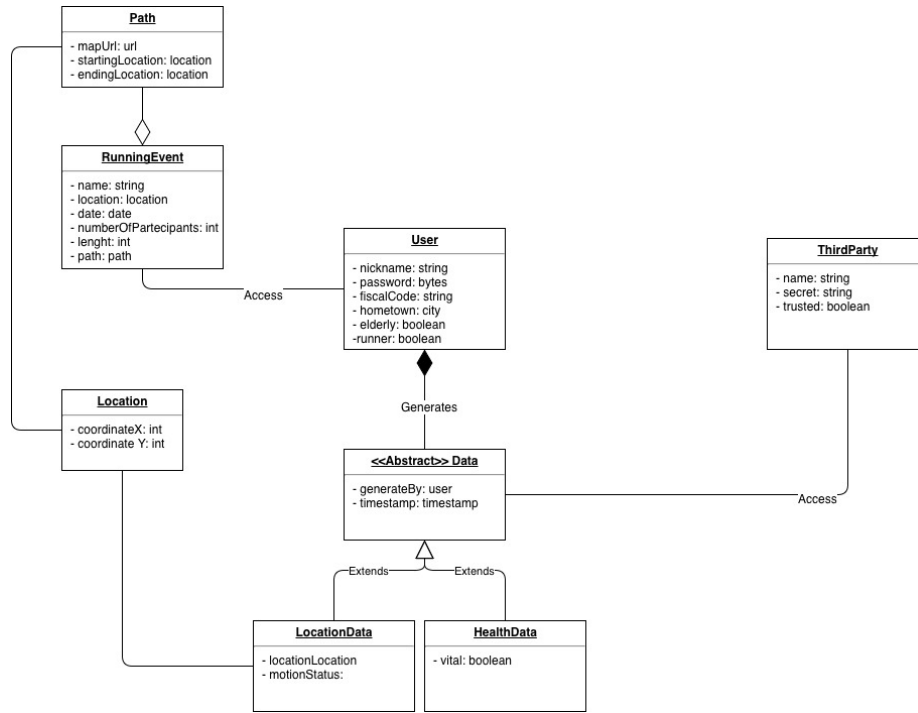 Path
- mapUrl: url
- startingLocation: location
- endingLocation: location
RunningEvent
- name: string
- location: location
- date: date
- numberOfPartecipants: int
- lenght: int
- path: path
Access
User
- nickname: string
- password: bytes
- fiscalCode: string
- hometown: city
- elderly: boolean
-runner: boolean
ThirdParty
- name: string
- secret: string
- trusted: boolean
Generates
Location
- coordinateX: int
- coordinate Y: int
<<Abstract>> Data
- generateBy: user
- timestamp: timestamp
Access
Extends
Extends
LocationData
- locationLocation
- motionStatus:
HealthData
- vital: boolean